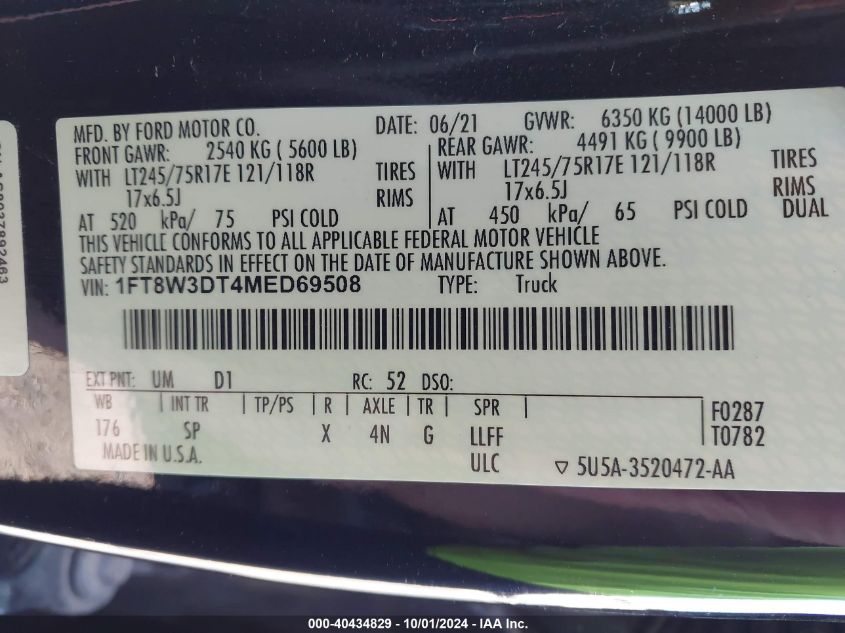 MFD. BY FORD MOTOR CO. DATE: 06/21 GVWR: 6350 KG (14000 LB)
FRONT GAWR: 2540 KG ( 5600 LB) REAR GAWR: 4491 KG ( 9900 LB)
WITH LT245/75R17E 121/118R TIRES WITH LT245/75R17E 121/118R TIRES
17x6.5J RIMS 17x6.5J RIMS
AT 520 kPa/ 75 PSI COLD AT 450 kPa/ 65 PSI COLD DUAL
THIS VEHICLE CONFORMS TO ALL APPLICABLE FEDERAL MOTOR VEHICLE
SAFETY STANDARDS IN EFFECT ON THE DATE OF MANUFACTURE SHOWN ABOVE.
VIN: 1FT8W3DT4MED69508 TYPE: Truck
EXT PNT: UM D1 RC: 52 DSO:
WB INT TR TP/PS R AXLE TR SPR F0287
176 SP X 4N G LLFF T0782
MADE IN U.S.A. ULC 5U5A-3520472-AA
000-40434829 - 10/01/2024 - IAAI, Inc.